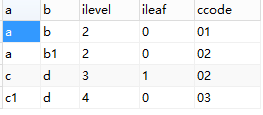 a b ilevel ileaf ccode
a b 2 0 01
a b1 2 0 02
c d 3 1 02
c1 d 4 0 03